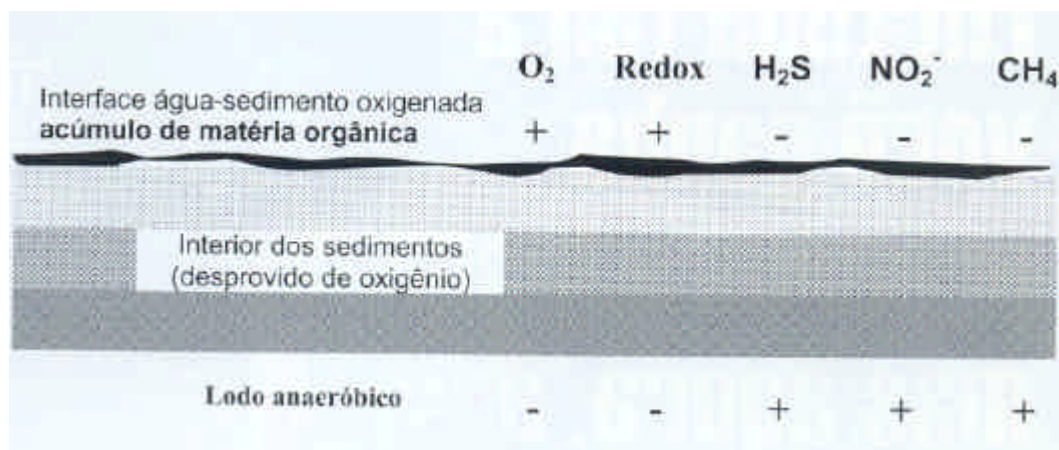 O₂ Redox H₂S NO₂⁻ CH₄
Interface água-sedimento oxigenada
acúmulo de matéria orgânica + + - - -
Interior dos sedimentos
(desprovido de oxigênio)
Lodo anaeróbico - - + + +